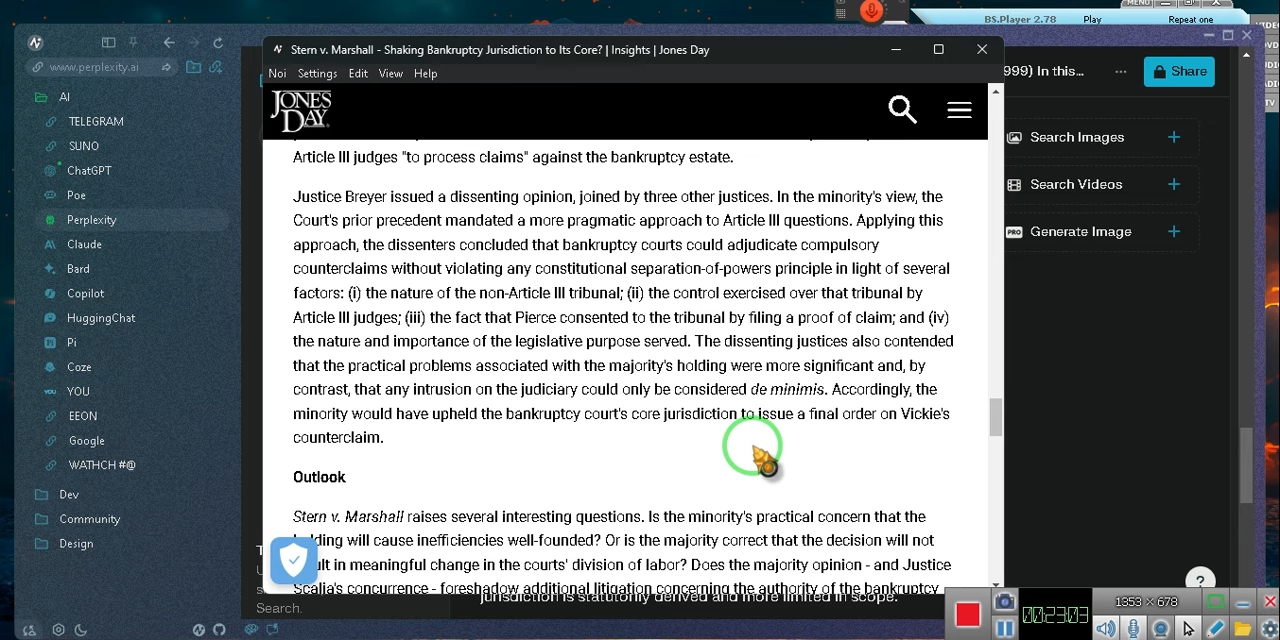 MENU
BS.Player 2.78 Play Repeat one
Stern v. Marshall - Shaking Bankruptcy Jurisdiction to Its Core? | Insights | Jones Day
www.perplexity.ai
Noi Settings Edit View Help
999) In this... ... Share
JONES
DAY
AI
TELEGRAM
SUNO
ChatGPT
Poe
Perplexity
Claude
Bard
Copilot
HuggingChat
Pi
Coze
YOU
EEON
Google
WATHCH #@
Dev
Community
Design
Article III judges "to process claims" against the bankruptcy estate.
Justice Breyer issued a dissenting opinion, joined by three other justices. In the minority's view, the
Court's prior precedent mandated a more pragmatic approach to Article III questions. Applying this
approach, the dissenters concluded that bankruptcy courts could adjudicate compulsory
counterclaims without violating any constitutional separation-of-powers principle in light of several
factors: (i) the nature of the non-Article III tribunal; (ii) the control exercised over that tribunal by
Article III judges; (iii) the fact that Pierce consented to the tribunal by filing a proof of claim; and (iv)
the nature and importance of the legislative purpose served. The dissenting justices also contended
that the practical problems associated with the majority's holding were more significant and, by
contrast, that any intrusion on the judiciary could only be considered de minimis. Accordingly, the
minority would have upheld the bankruptcy court's core jurisdiction to issue a final order on Vickie's
counterclaim.
Outlook
Stern v. Marshall raises several interesting questions. Is the minority's practical concern that the
lding will cause inefficiencies well-founded? Or is the majority correct that the decision will not
ult in meaningful change in the courts' division of labor? Does the majority opinion - and Justice
Scalia's concurrence - foreshadow additional litigation concerning the authority of the bankruptcy
jurisdiction is statutorily derived and more limited in scope.
Search.
Search Images +
Search Videos +
PRO Generate Image +
?
00:23:03
1353 × 678